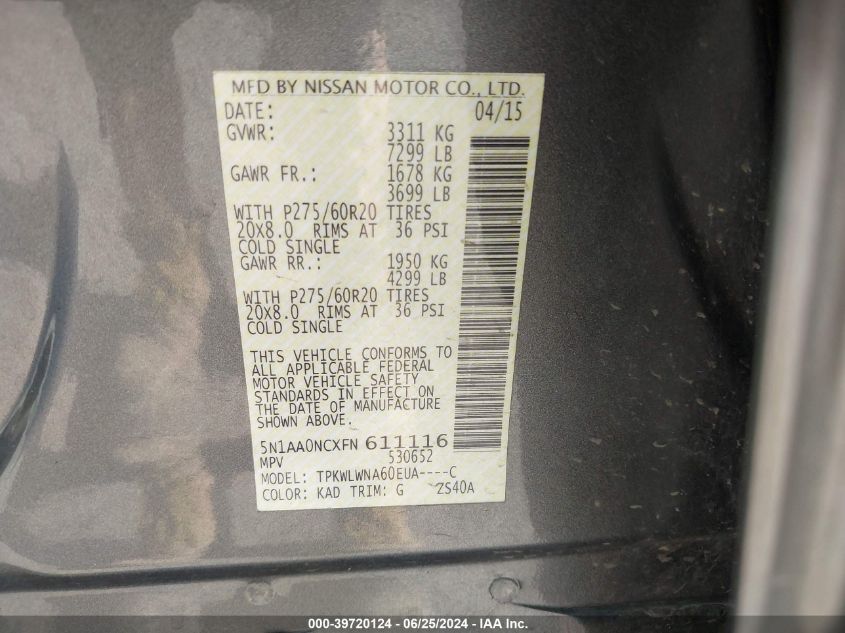 MFD BY NISSAN MOTOR CO., LTD.
DATE: 04/15
GVWR: 3311 KG
7299 LB
GAWR FR.: 1678 KG
3699 LB
WITH P275/60R20 TIRES
20X8.0 RIMS AT 36 PSI
COLD SINGLE
GAWR RR.: 1950 KG
4299 LB
WITH P275/60R20 TIRES
20X8.0 RIMS AT 36 PSI
COLD SINGLE
THIS VEHICLE CONFORMS TO
ALL APPLICABLE FEDERAL
MOTOR VEHICLE SAFETY
STANDARDS IN EFFECT ON
THE DATE OF MANUFACTURE
SHOWN ABOVE.
5N1AA0NCXFN 611116
MPV 530652
MODEL: TPKWLWNA60EUA----C
COLOR: KAD TRIM: G ZS40A
000-39720124 - 06/25/2024 - IAA Inc.